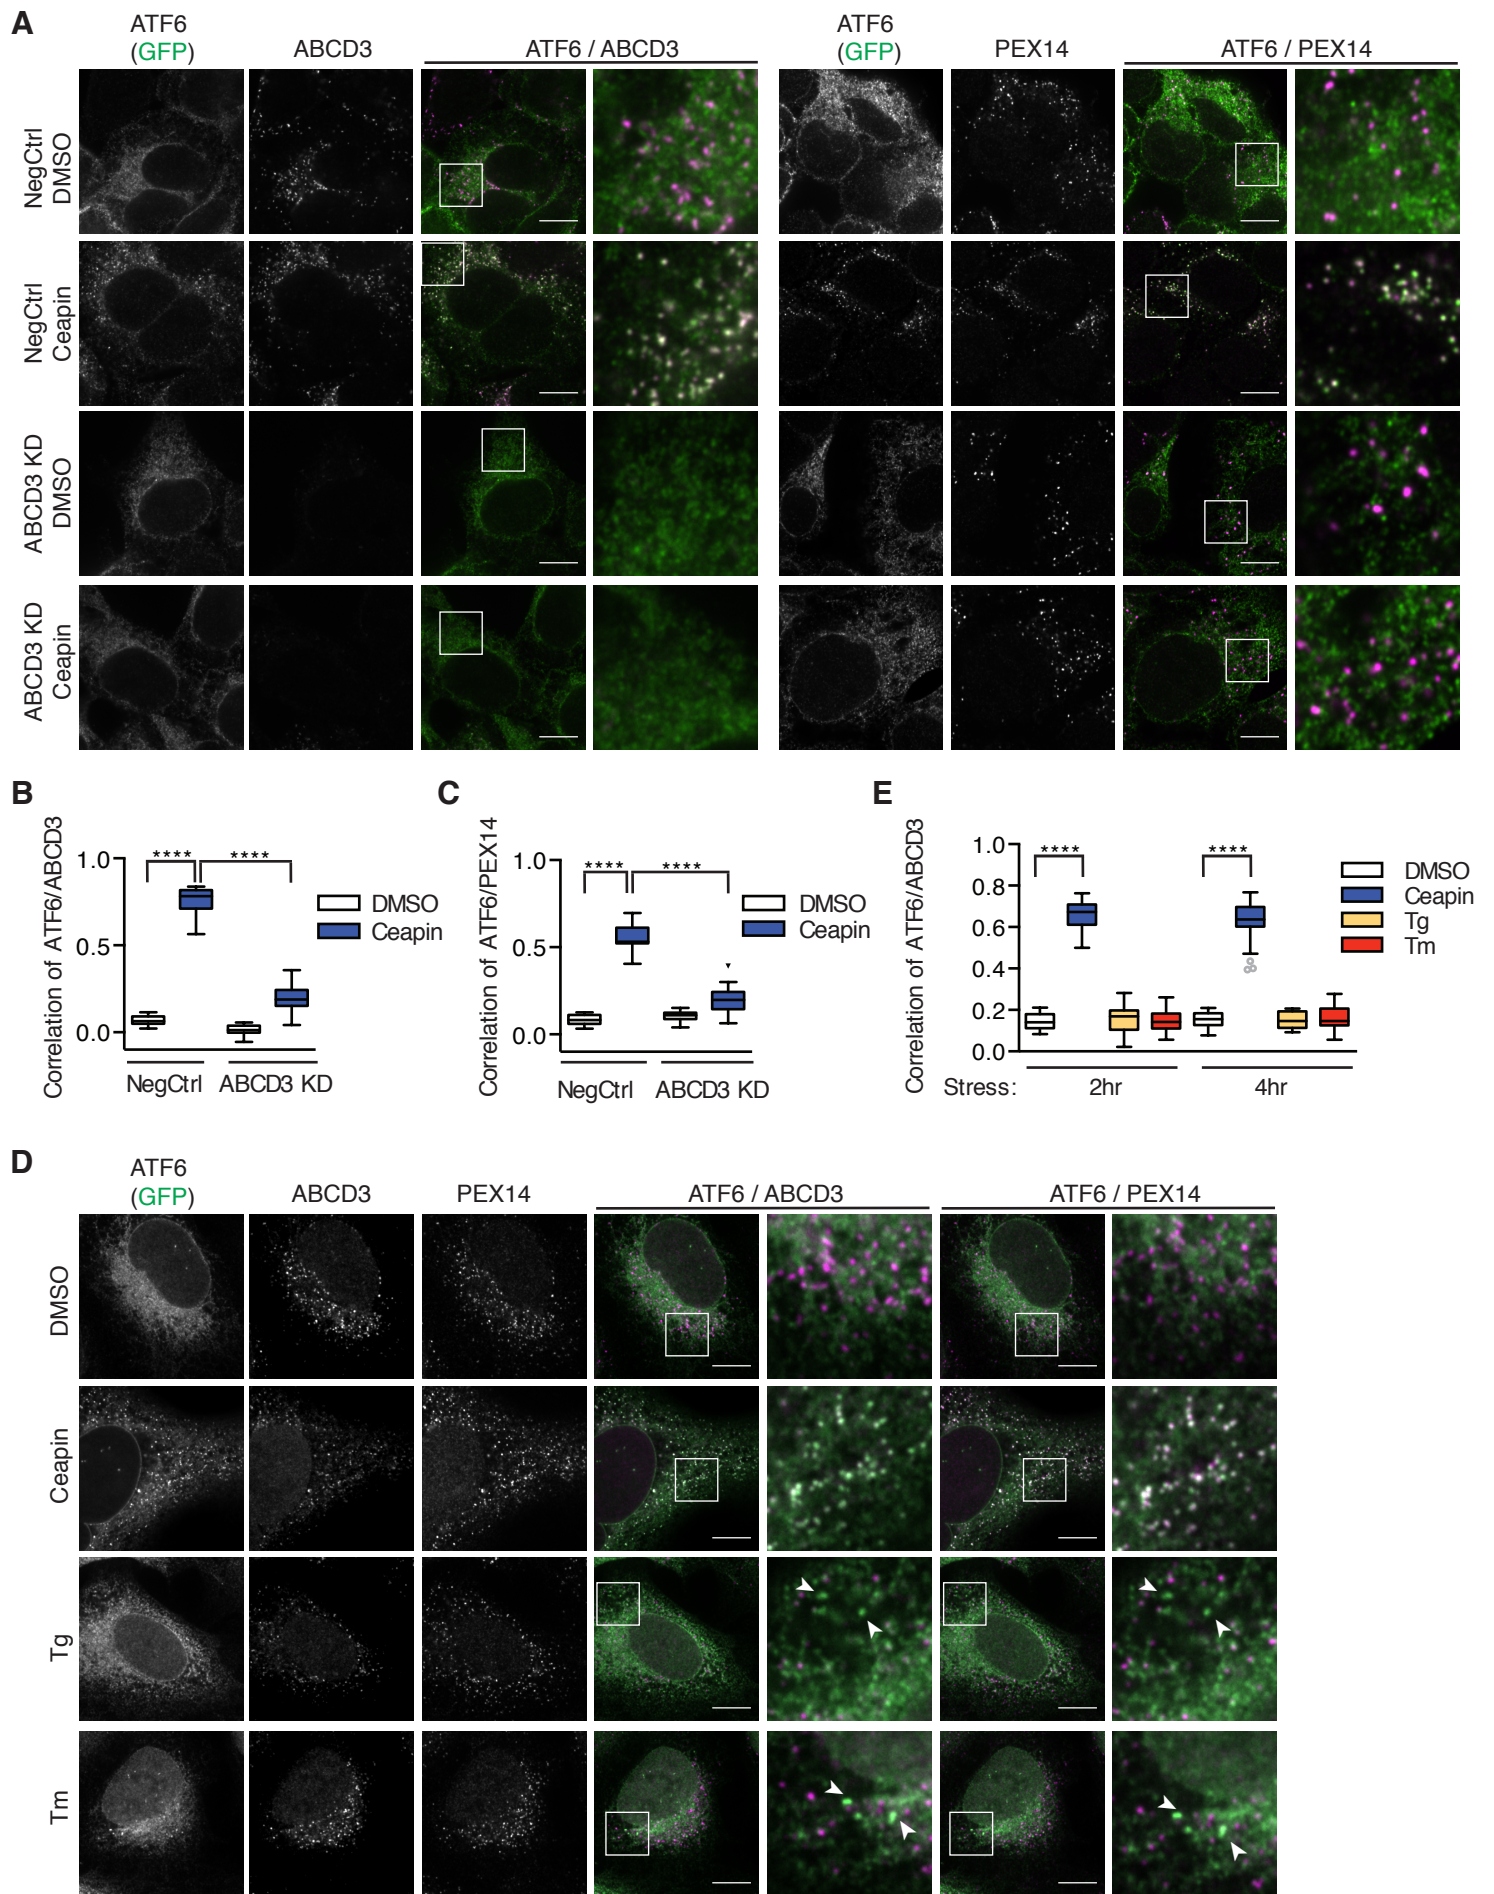 A
ATF6
(GFP)
ABCD3
ATF6 / ABCD3
ATF6
(GFP)
PEX14
ATF6 / PEX14
NegCtrl
DMSO
NegCtrl
Ceapin
ABCD3 KD
DMSO
ABCD3 KD
Ceapin
B
Correlation of ATF6/ABCD3
1.0
0.5
0.0
****
****
DMSO
Ceapin
NegCtrl
ABCD3 KD
C
Correlation of ATF6/PEX14
1.0
0.5
0.0
****
****
DMSO
Ceapin
NegCtrl
ABCD3 KD
E
Correlation of ATF6/ABCD3
1.0
0.8
0.6
0.4
0.2
0.0
****
****
DMSO
Ceapin
Tg
Tm
Stress:
2hr
4hr
D
ATF6
(GFP)
ABCD3
PEX14
ATF6 / ABCD3
ATF6 / PEX14
DMSO
Ceapin
Tg
Tm